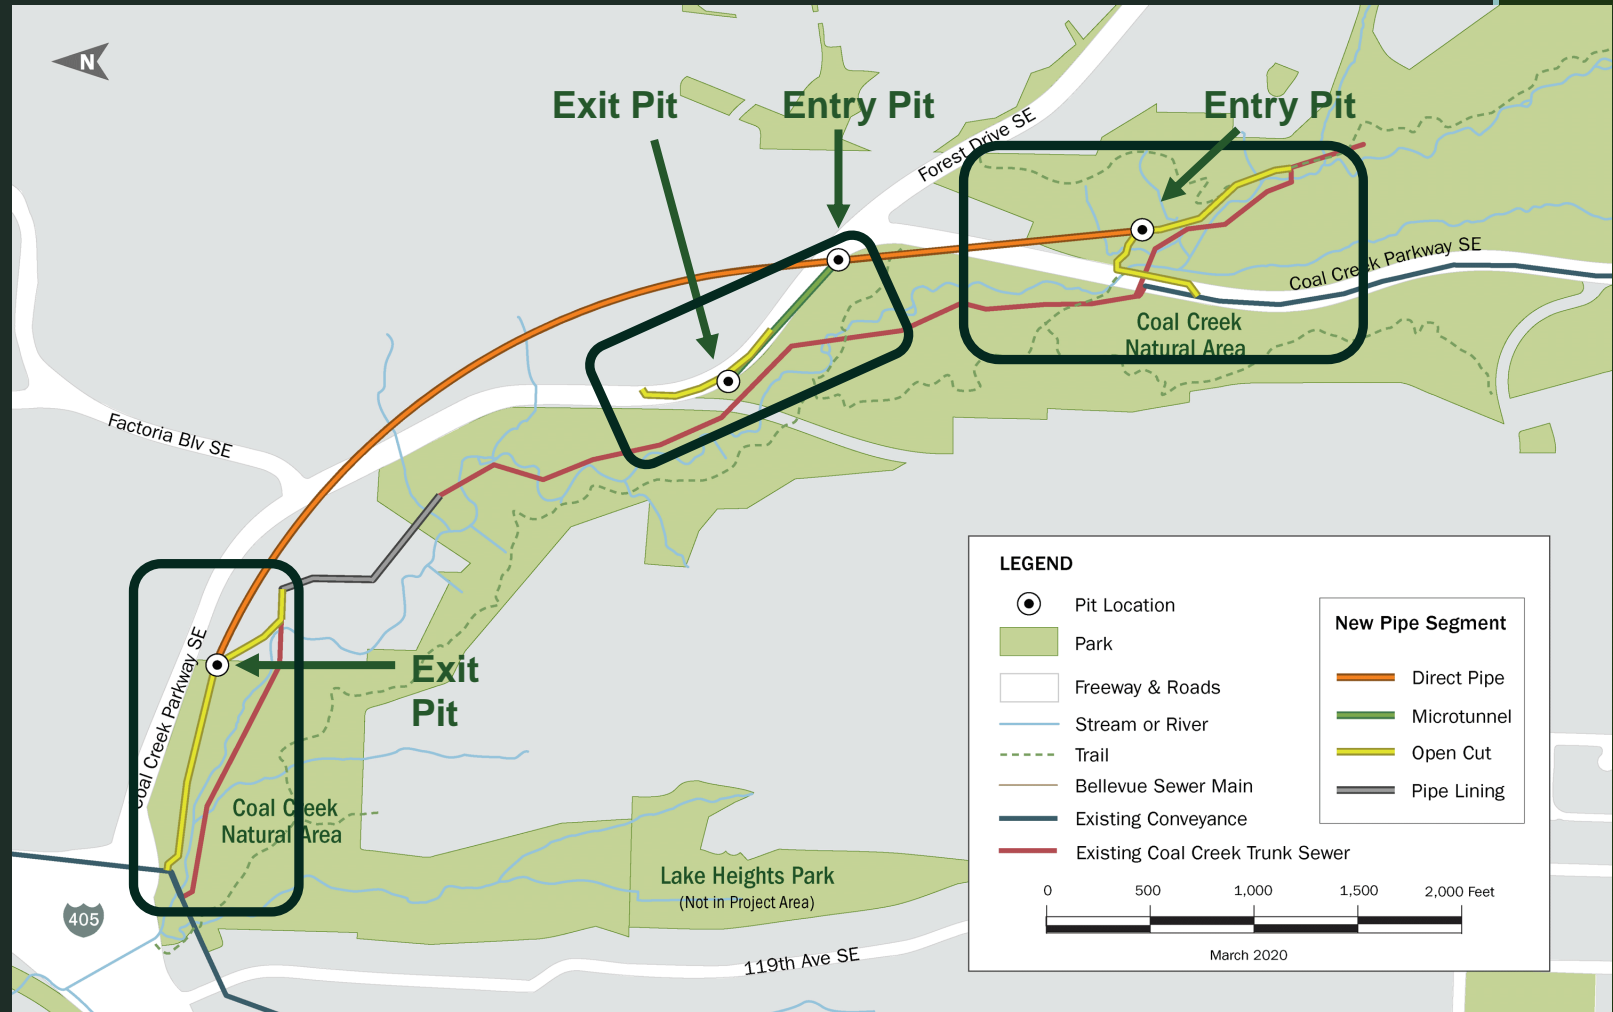 N
Exit Pit
Entry Pit
Entry Pit
Forest Drive SE
Coal Creek Parkway SE
Coal Creek
Natural Area
Factoria Blv SE
Coal Creek Parkway SE
Exit
Pit
Coal Creek
Natural Area
Lake Heights Park
(Not in Project Area)
405
119th Ave SE
LEGEND
Pit Location
Park
Freeway & Roads
Stream or River
Trail
Bellevue Sewer Main
Existing Conveyance
Existing Coal Creek Trunk Sewer
New Pipe Segment
Direct Pipe
Microtunnel
Open Cut
Pipe Lining
0 500 1,000 1,500 2,000 Feet
March 2020